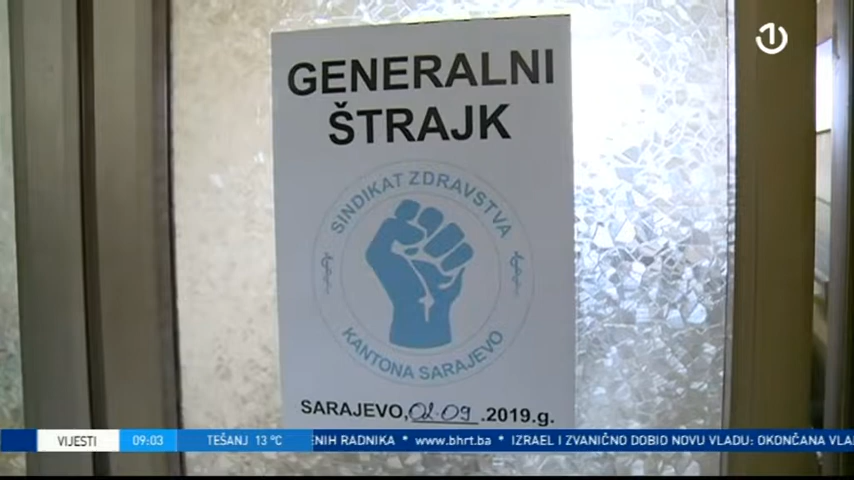 GENERALNI
ŠTRAJK
SINDIKAT ZDRAVSTVA
KANTONA SARAJEVO
SARAJEVO, 02.09 .2019.g.
VIJESTI 09:03 TEŠANJ 13 °C ENIH RADNIKA * www.bhrt.ba * IZRAEL I ZVANIČNO DOBIO NOVU VLADU: OKONČANA VLA